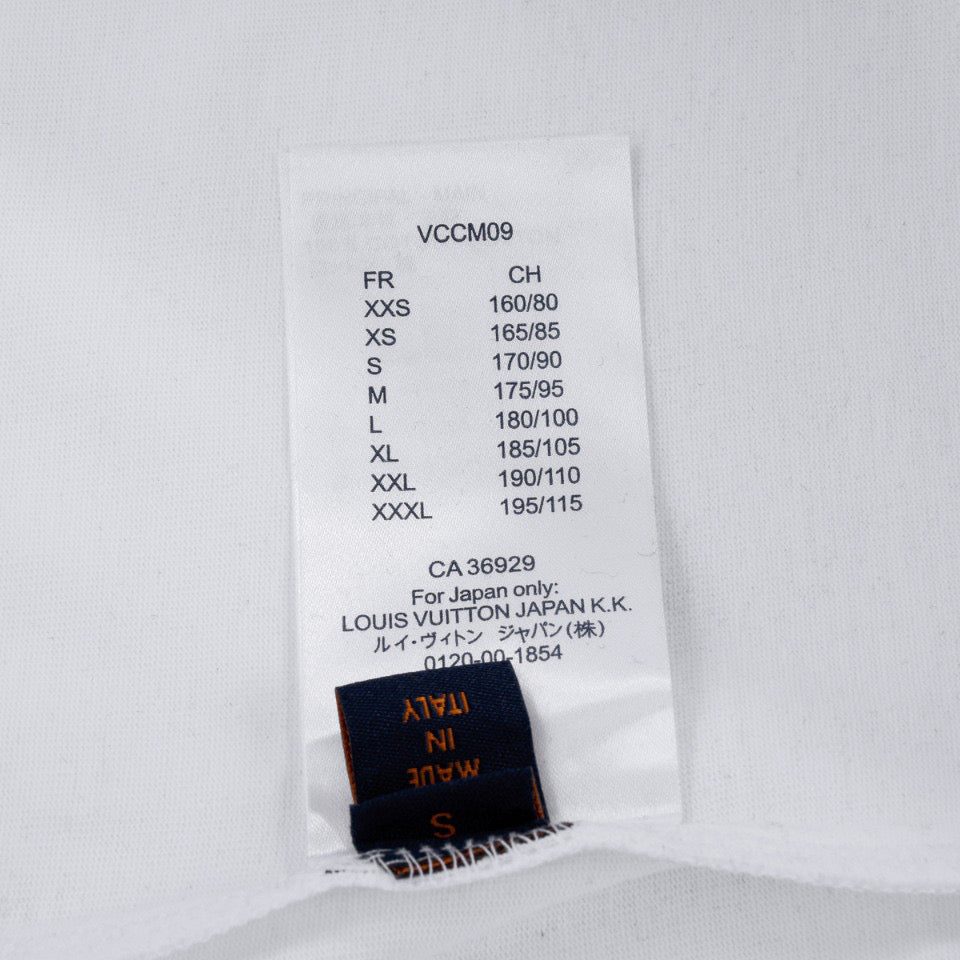 VCCM09
FR CH
XXS 160/80
XS 165/85
S 170/90
M 175/95
L 180/100
XL 185/105
XXL 190/110
XXXL 195/115
CA 36929
For Japan only:
LOUIS VUITTON JAPAN K.K.
ルイ・ヴィトン ジャパン(株)
0120-00-1854
MADE
IN
ITALY
S